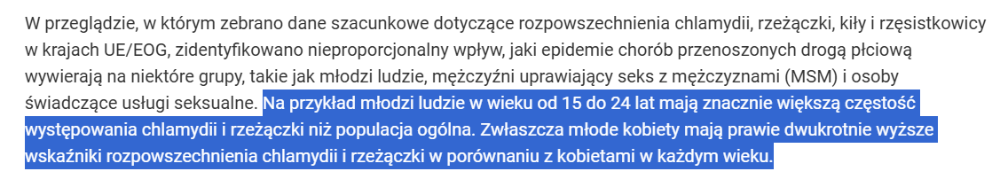 W przeglądzie, w którym zebrano dane szacunkowe dotyczące rozpowszechnienia chlamydii, rzeżączki, kiły i rzęsistkowicy
w krajach UE/EOG, zidentyfikowano nieproporcjonalny wpływ, jaki epidemie chorób przenoszonych drogą płciową
wywierają na niektóre grupy, takie jak młodzi ludzie, mężczyźni uprawiający seks z mężczyznami (MSM) i osoby
świadczące usługi seksualne. Na przykład młodzi ludzie w wieku od 15 do 24 lat mają znacznie większą częstość
występowania chlamydii i rzeżączki niż populacja ogólna. Zwłaszcza młode kobiety mają prawie dwukrotnie wyższe
wskaźniki rozpowszechnienia chlamydii i rzeżączki w porównaniu z kobietami w każdym wieku.